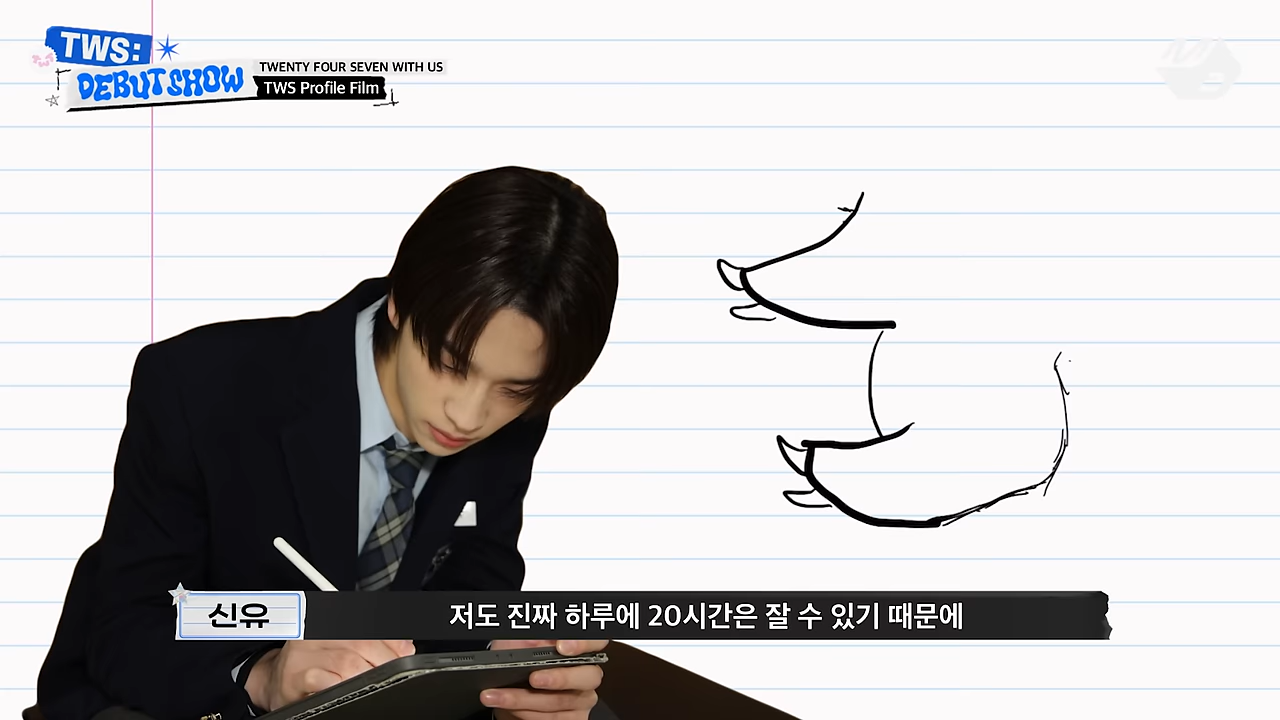 TWS:
DEBUT SHOW
TWENTY FOUR SEVEN WITH US
TWS Profile Film
M2
신유
저도 진짜 하루에 20시간은 잘 수 있기 때문에